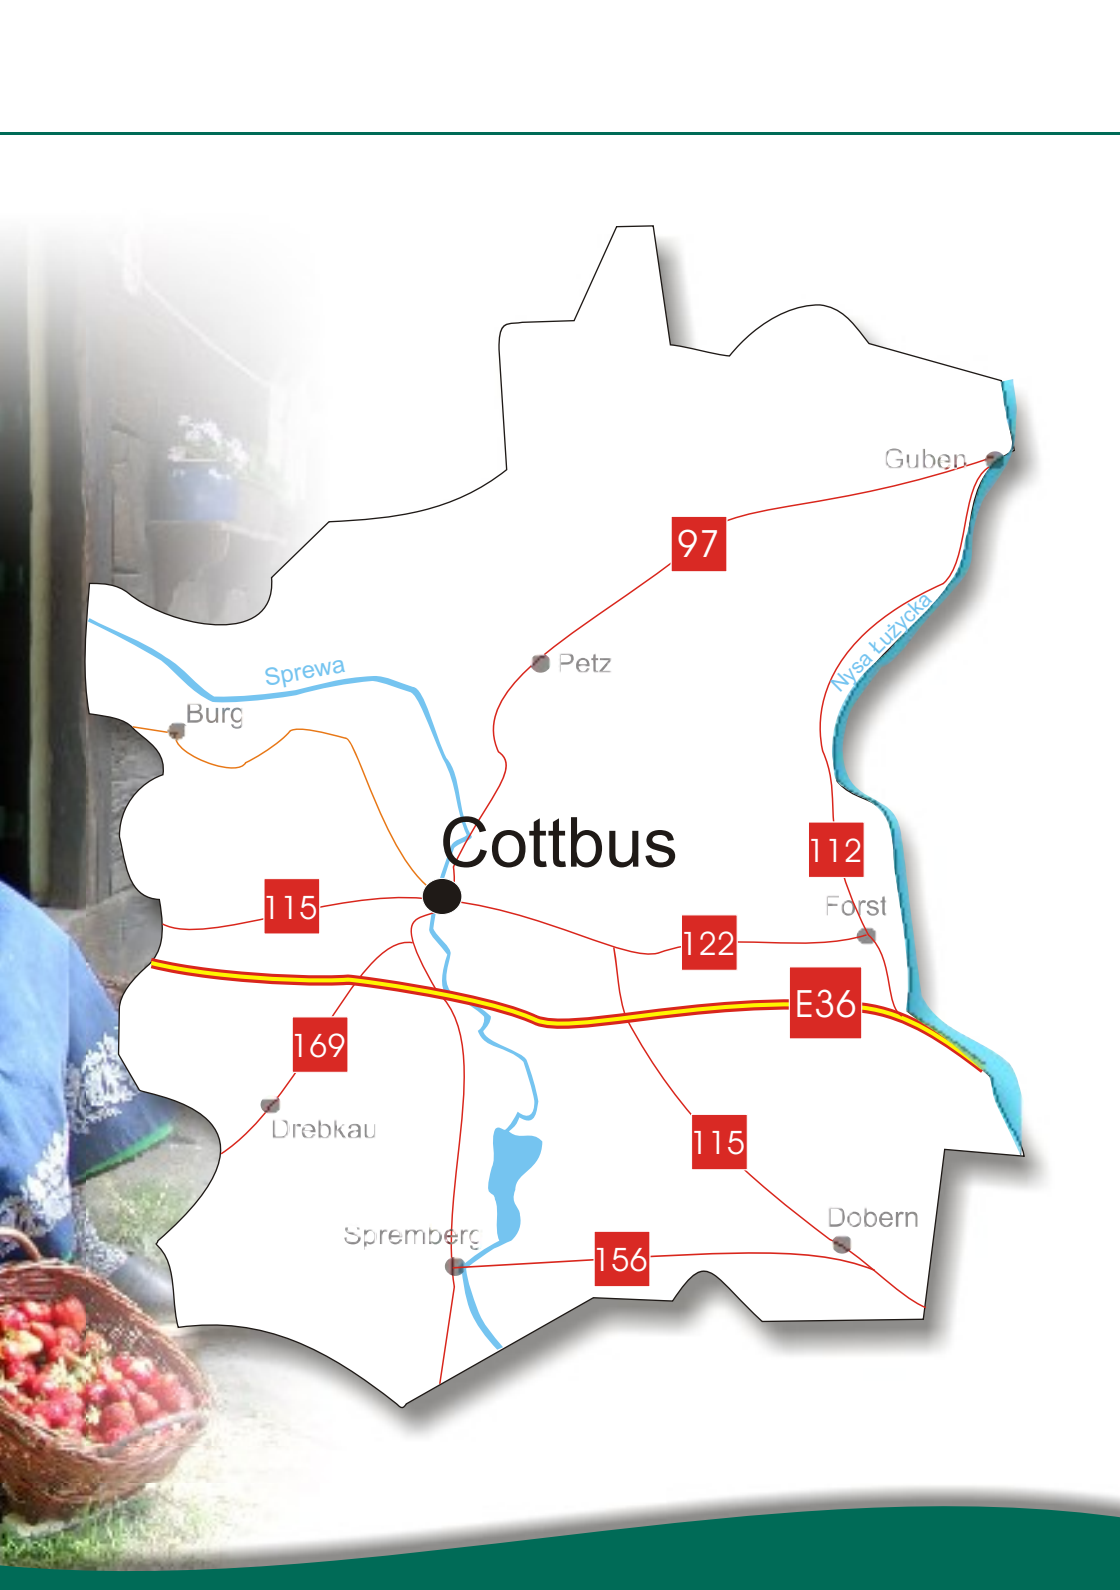 Guben
97
Nysa Łużycka
Petz
Sprewa
Burg
Cottbus
112
115
Forst
122
E36
169
Drebkau
115
Dobern
Spremberg
156